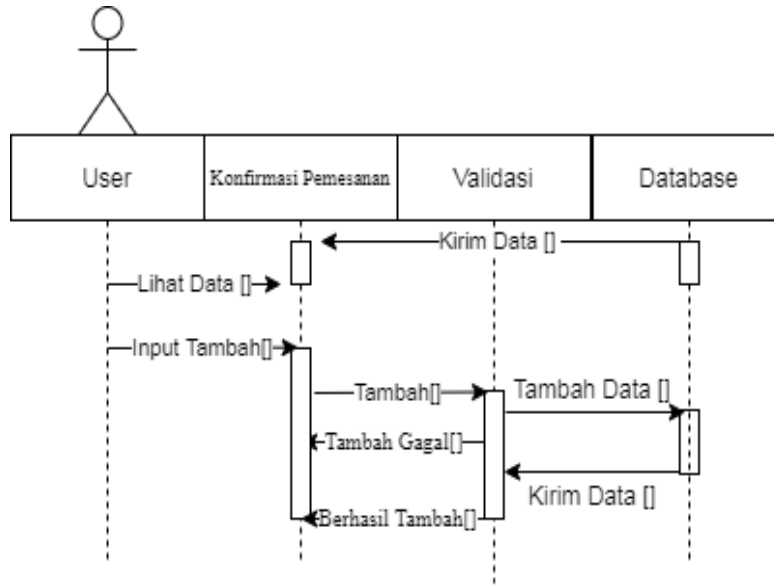 User
Konfirmasi Pemesanan
Validasi
Database
Kirim Data []
Lihat Data []
Input Tambah[]
Tambah[]
Tambah Data []
Tambah Gagal[]
Kirim Data []
Berhasil Tambah[]